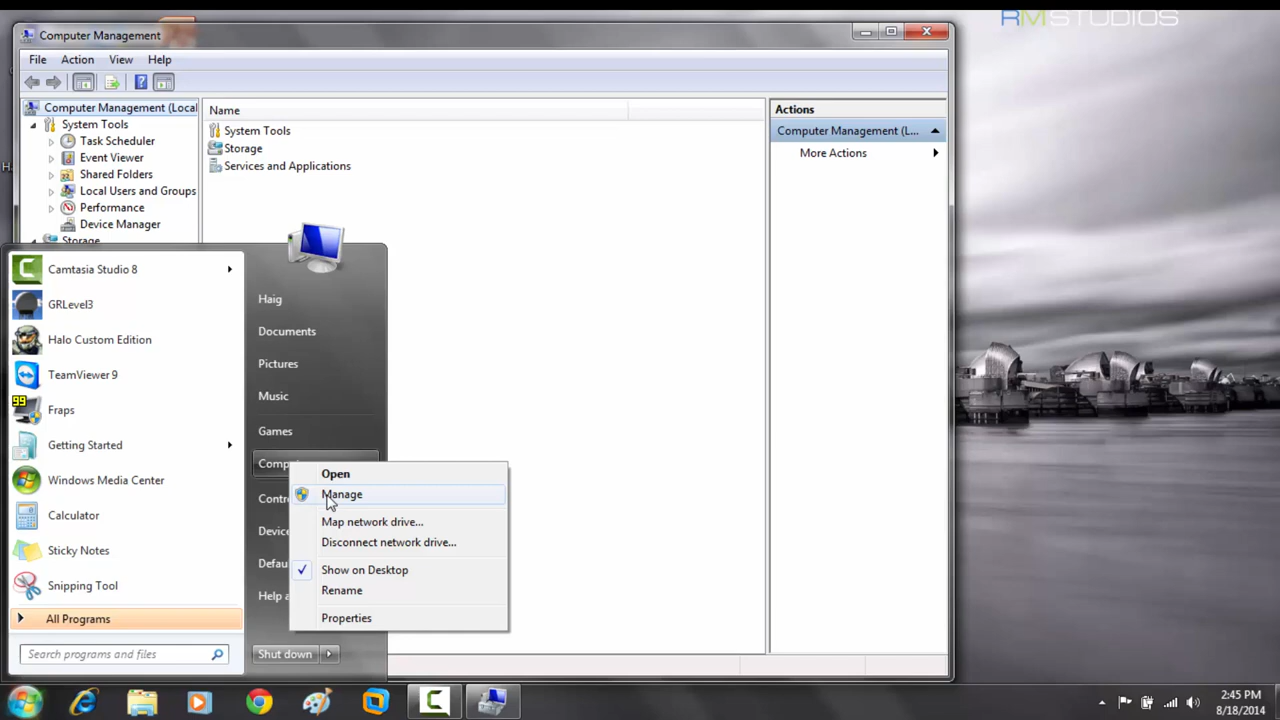 RMSTUDIOS
Computer Management
File Action View Help
Computer Management (Local
System Tools
Task Scheduler
Event Viewer
Shared Folders
Local Users and Groups
Performance
Device Manager
Storage
Name
System Tools
Storage
Services and Applications
Actions
Computer Management (L...
More Actions
Camtasia Studio 8
GRLevel3
Halo Custom Edition
TeamViewer 9
99
Fraps
Getting Started
Windows Media Center
Calculator
Sticky Notes
Snipping Tool
All Programs
Search programs and files
Haig
Documents
Pictures
Music
Games
Compu
Contr
Device
Defau
Help a
Shut down
Open
Manage
Map network drive...
Disconnect network drive...
Show on Desktop
Rename
Properties
2:45 PM
8/18/2014